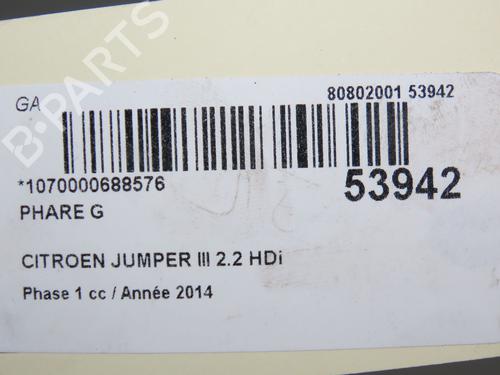 B-PARTS
GA
80802001 53942
*1070000688576
53942
PHARE G
CITROEN JUMPER III 2.2 HDi
Phase 1 cc / Année 2014